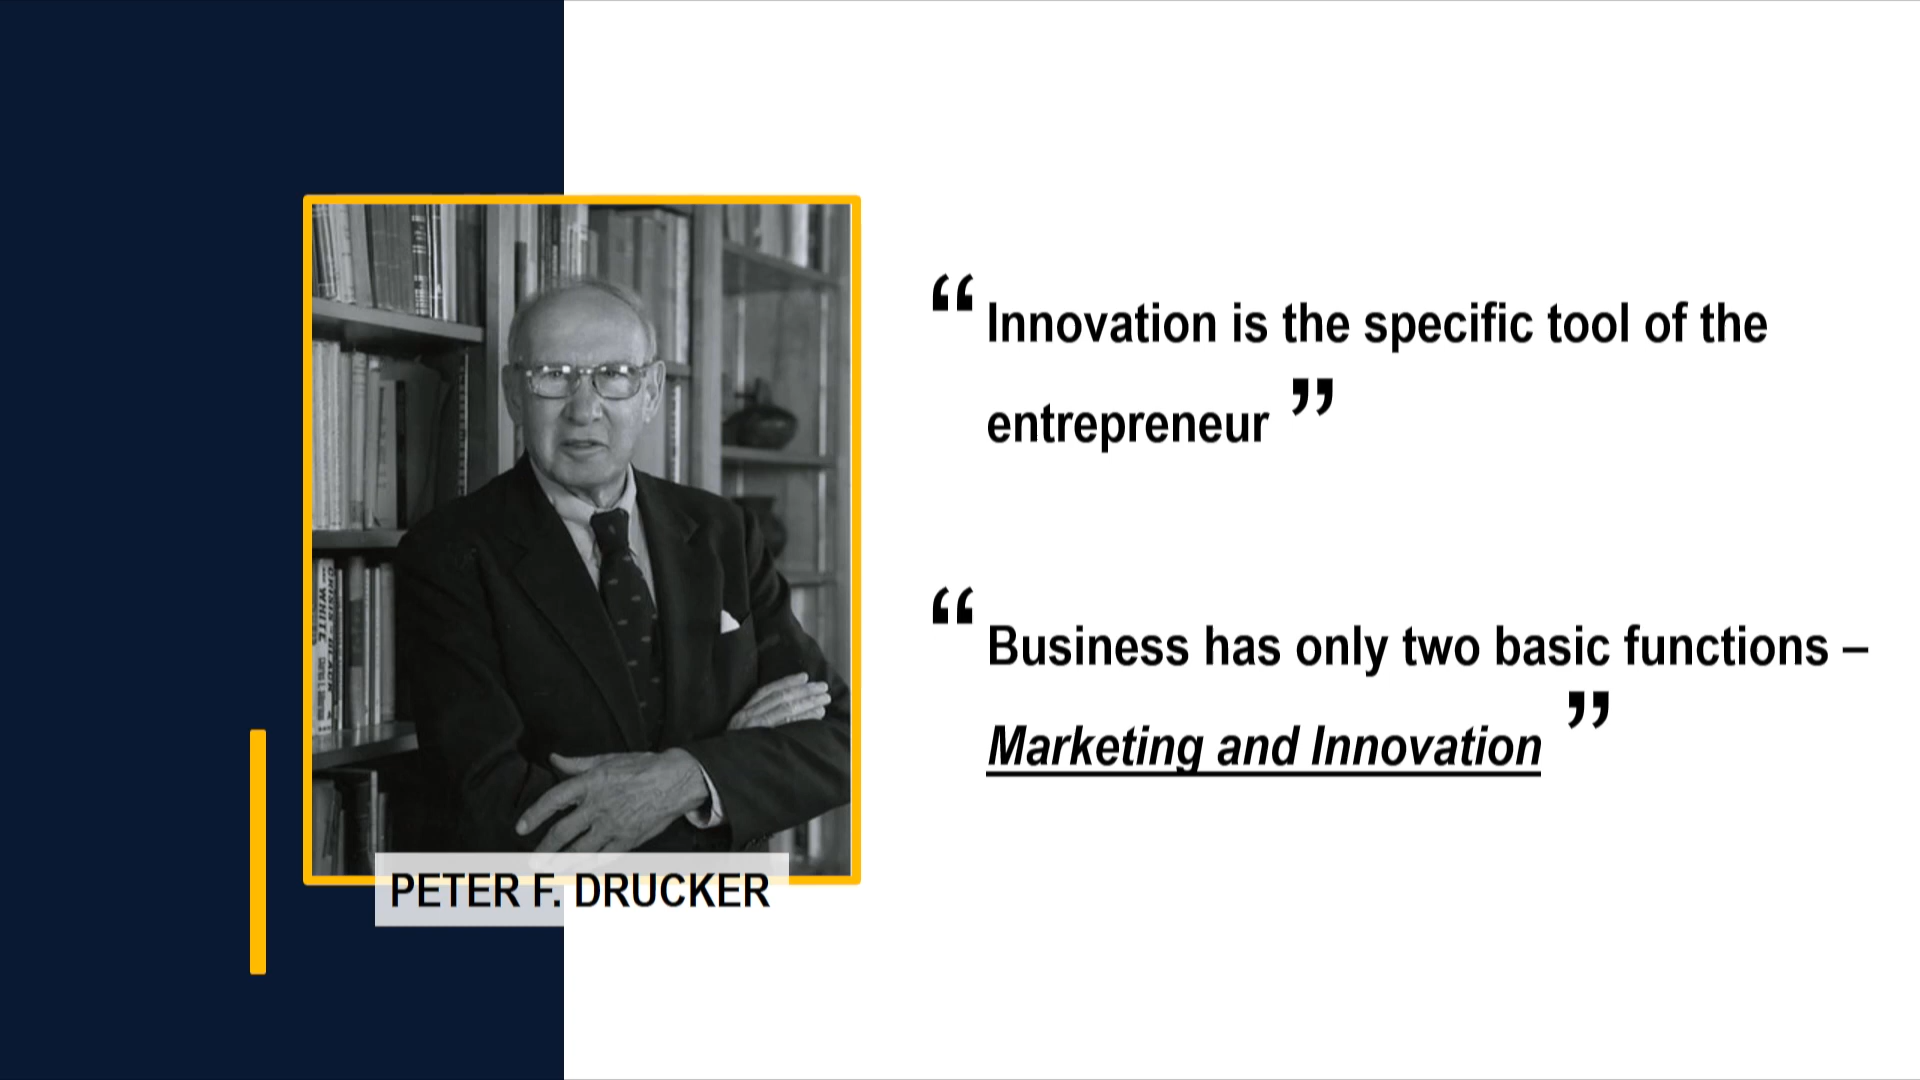 “ Innovation is the specific tool of the
entrepreneur ”
“ Business has only two basic functions –
Marketing and Innovation ”
WHITE
PETER F. DRUCKER